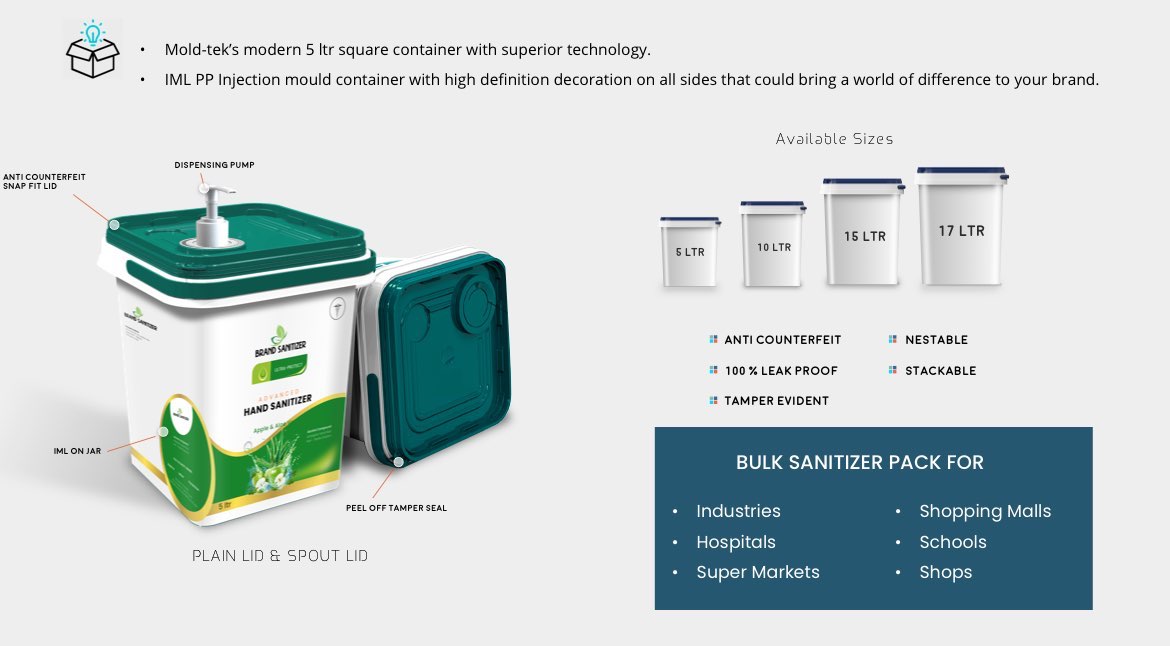 • Mold-tek’s modern 5 ltr square container with superior technology.
• IML PP Injection mould container with high definition decoration on all sides that could bring a world of difference to your brand.
DISPENSING PUMP
ANTI COUNTERFEIT
SNAP FIT LID
BRAND SANITIZER
BRAND SANITIZER
ULTRA-PROTECT
ADVANCED
HAND SANITIZER
Apple &
5 ltr
IML ON JAR
PEEL OFF TAMPER SEAL
PLAIN LID & SPOUT LID
Available Sizes
5 LTR
10 LTR
15 LTR
17 LTR
ANTI COUNTERFEIT
NESTABLE
100 % LEAK PROOF
STACKABLE
TAMPER EVIDENT
BULK SANITIZER PACK FOR
• Industries
• Shopping Malls
• Hospitals
• Schools
• Super Markets
• Shops